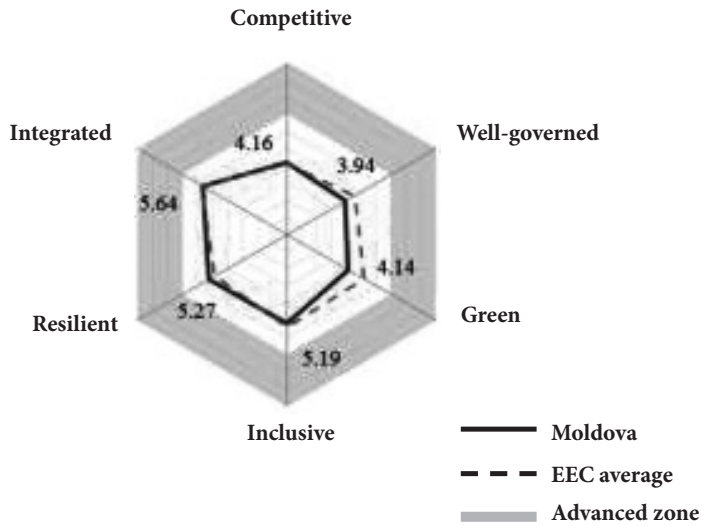 Competitive
Integrated
Well-governed
4.16
3.94
5.64
4.14
5.27
Resilient
Green
5.19
Inclusive
Moldova
EEC average
Advanced zone